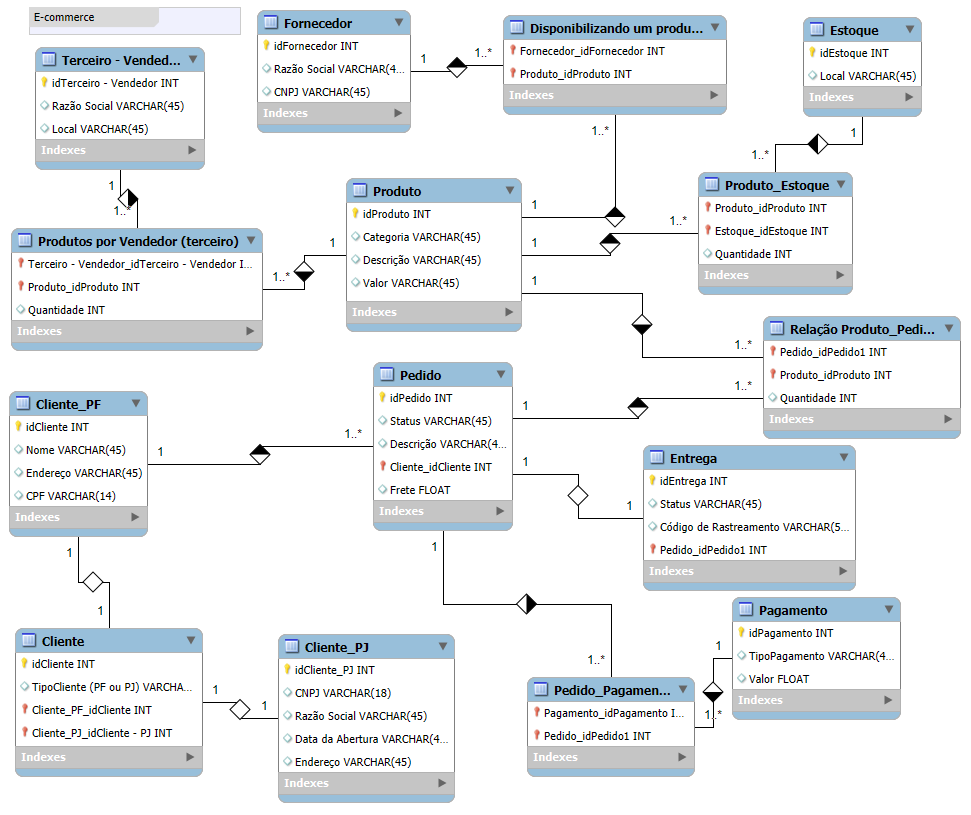 E-commerce
Terceiro - Vended...
idTerceiro - Vendedor INT
Razão Social VARCHAR(45)
Local VARCHAR(45)
Indexes
Fornecedor
idFornecedor INT
Razão Social VARCHAR(4...
CNPJ VARCHAR(45)
Indexes
1
1..*
Disponibilizando um produ...
Fornecedor_idFornecedor INT
Produto_idProduto INT
Indexes
Estoque
idEstoque INT
Local VARCHAR(45)
Indexes
1..*
1
1..*
1
1..*
Produtos por Vendedor (terceiro)
Terceiro - Vendedor_idTerceiro - Vendedor I...
Produto_idProduto INT
Quantidade INT
Indexes
1..*
1
Produto
idProduto INT
Categoria VARCHAR(45)
Descrição VARCHAR(45)
Valor VARCHAR(45)
Indexes
1
1
1
1..*
Produto_Estoque
Produto_idProduto INT
Estoque_idEstoque INT
Quantidade INT
Indexes
1..*
1..*
Relação Produto_Pedi...
Pedido_idPedido1 INT
Produto_idProduto INT
Quantidade INT
Indexes
Cliente_PF
idCliente INT
Nome VARCHAR(45)
Endereço VARCHAR(45)
CPF VARCHAR(14)
Indexes
1
1..*
Pedido
idPedido INT
Status VARCHAR(45)
Descrição VARCHAR(4...
Cliente_idCliente INT
Frete FLOAT
Indexes
1
1
1
Entrega
idEntrega INT
Status VARCHAR(45)
Código de Rastreamento VARCHAR(5...
Pedido_idPedido1 INT
Indexes
1
1
1
1..*
Cliente
idCliente INT
TipoCliente (PF ou PJ) VARCHA...
Cliente_PF_idCliente INT
Cliente_PJ_idCliente - PJ INT
Indexes
1
1
Cliente_PJ
idCliente_PJ INT
CNPJ VARCHAR(18)
Razão Social VARCHAR(45)
Data da Abertura VARCHAR(4...
Endereço VARCHAR(45)
Indexes
Pedido_Pagamen...
Pagamento_idPagamento I...
Pedido_idPedido1 INT
Indexes
1
1..*
Pagamento
idPagamento INT
TipoPagamento VARCHAR(4...
Valor FLOAT
Indexes